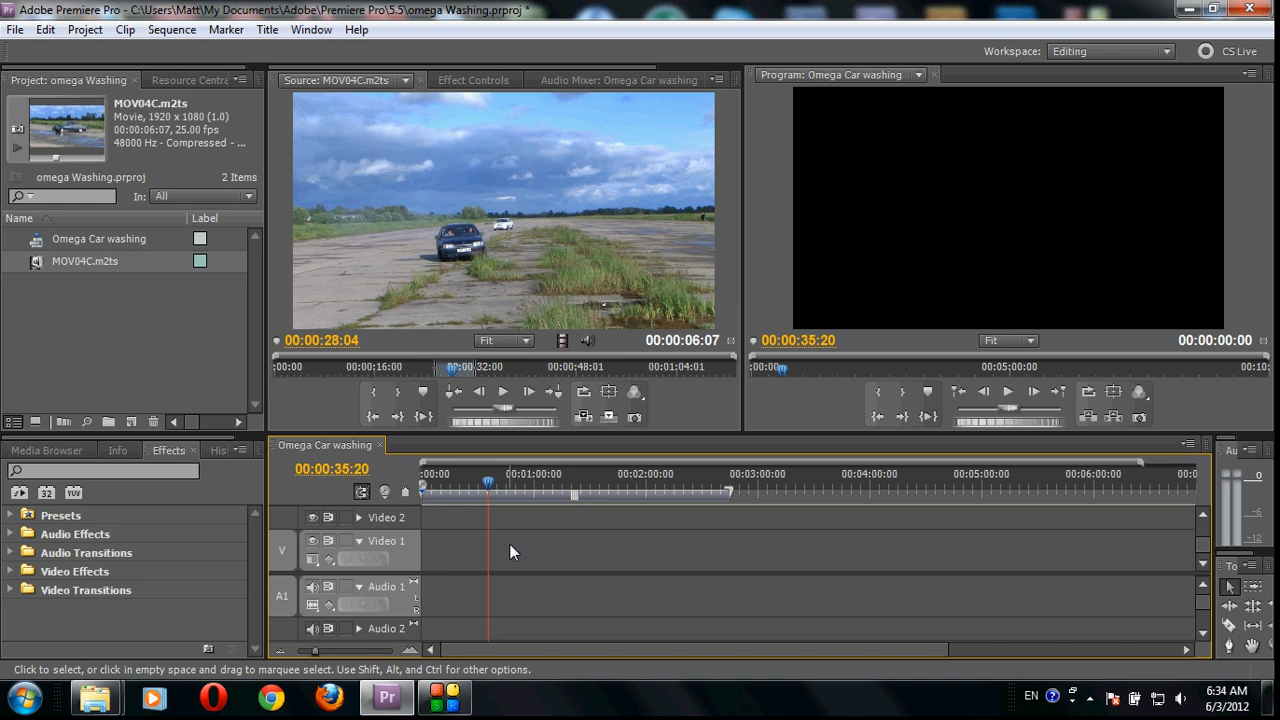 Adobe Premiere Pro - C:\Users\Matt\My Documents\Adobe\Premiere Pro\5.5\omega Washing.prproj *
File Edit Project Clip Sequence Marker Title Window Help
Workspace: Editing CS Live
Project: omega Washing Resource Centra
MOV04C.m2ts
Movie, 1920 x 1080 (1.0)
00:00:06:07, 25.00 fps
48000 Hz - Compressed - ...
omega Washing.prproj 2 Items
In: All
Name Label
Omega Car washing
MOV04C.m2ts
Source: MOV04C.m2ts Effect Controls Audio Mixer: Omega Car washing
00:00:28:04 Fit 00:00:06:07
:00:00 00:00:16:00 00:00:32:00 00:00:48:01 00:01:04:01
Program: Omega Car washing
00:00:35:20 Fit 00:00:00:00
00:00 00:05:00:00 00:10:
Media Browser Info Effects His
32 YUV
Presets
Audio Effects
Audio Transitions
Video Effects
Video Transitions
Omega Car washing
00:00:35:20
:00:00 00:01:00:00 00:02:00:00 00:03:00:00 00:04:00:00 00:05:00:00 00:06:00:00 00:0
Video 2
V Video 1
A1 Audio 1
L
R
Audio 2
Au
0
-6
-12
To
Click to select, or click in empty space and drag to marquee select. Use Shift, Alt, and Ctrl for other options.
Pr
B
S R
EN
6:34 AM
6/3/2012